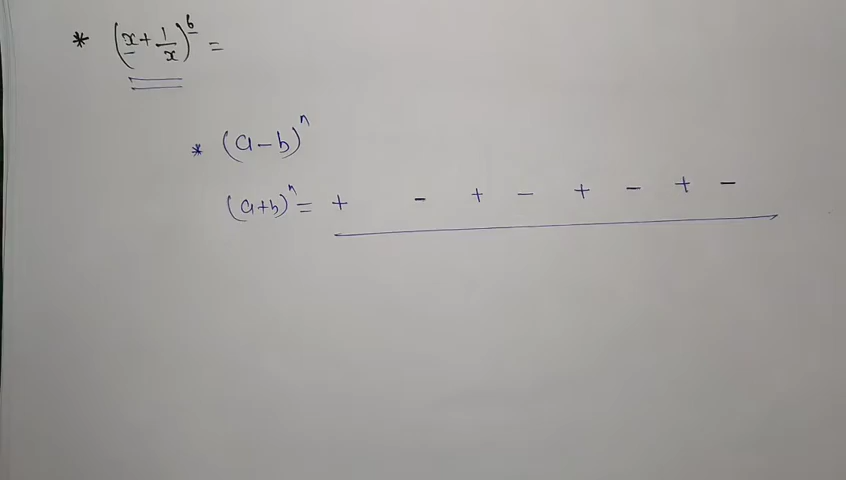 * (x + 1/x)^6 =
* (a - b)^n
(a+b)^n = + - + - + - + -